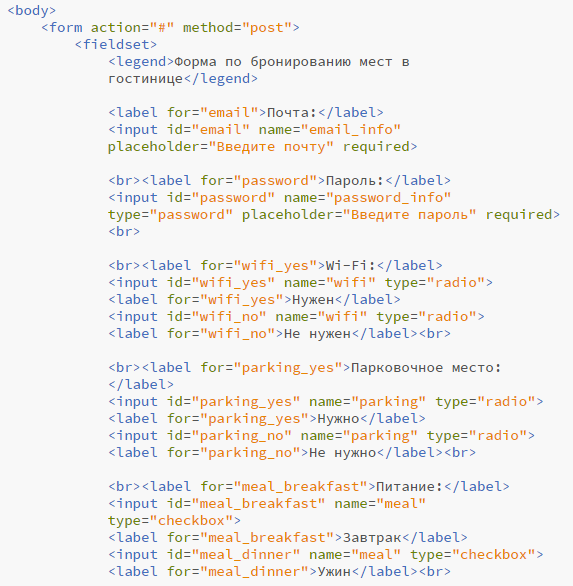 <body>
<form action="#" method="post">
<fieldset>
<legend>Форма по бронированию мест в
гостинице</legend>
<label for="email">Почта:</label>
<input id="email" name="email_info"
placeholder="Введите почту" required>
<br><label for="password">Пароль:</label>
<input id="password" name="password_info"
type="password" placeholder="Введите пароль" required>
<br>
<br><label for="wifi_yes">Wi-Fi:</label>
<input id="wifi_yes" name="wifi" type="radio">
<label for="wifi_yes">Нужен</label>
<input id="wifi_no" name="wifi" type="radio">
<label for="wifi_no">Не нужен</label><br>
<br><label for="parking_yes">Парковочное место:
</label>
<input id="parking_yes" name="parking" type="radio">
<label for="parking_yes">Нужно</label>
<input id="parking_no" name="parking" type="radio">
<label for="parking_no">Не нужно</label><br>
<br><label for="meal_breakfast">Питание:</label>
<input id="meal_breakfast" name="meal"
type="checkbox">
<label for="meal_breakfast">Завтрак</label>
<input id="meal_dinner" name="meal" type="checkbox">
<label for="meal_dinner">Ужин</label><br>